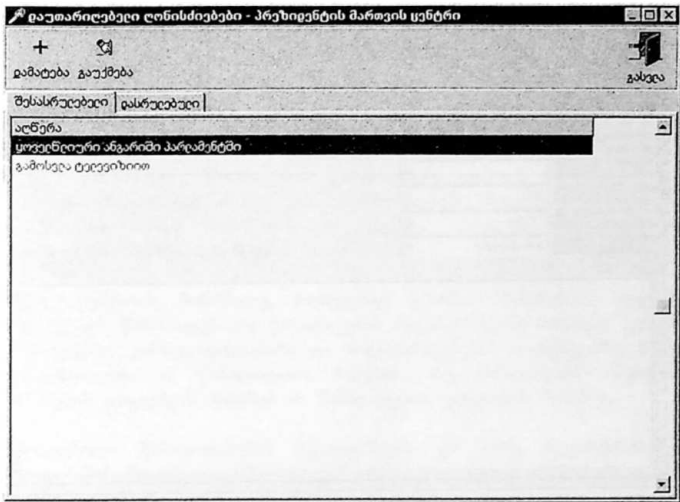 დაუთარიღებელი ღონისძიებები - პრეზიდენტის მართვის ცენტრი
დამატება გაუქმება
გასვლა
შესასრულებელი დასრულებული
აღწერა
ყოველწლიური ანგარიში პარლამენტში
გამოსვლა ტელევიზიით